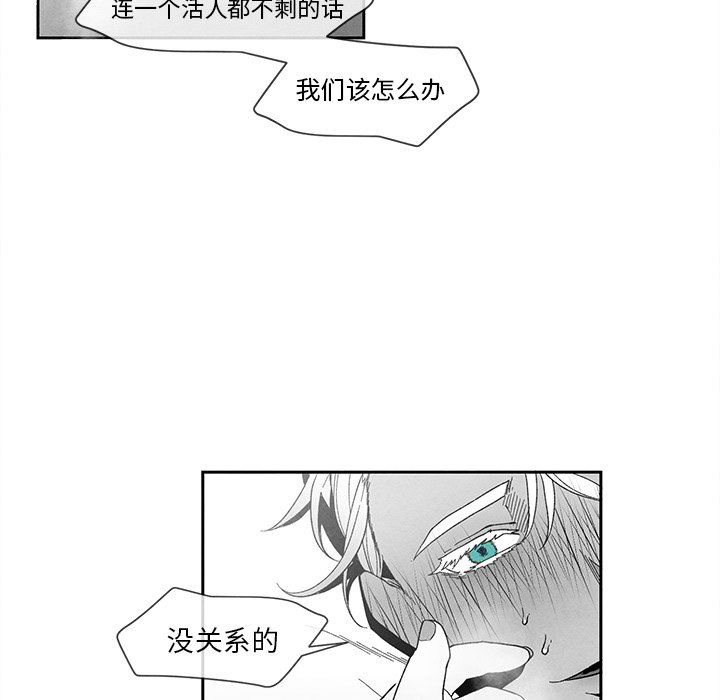 连一个活人都不剩的话
我们该怎么办
没关系的